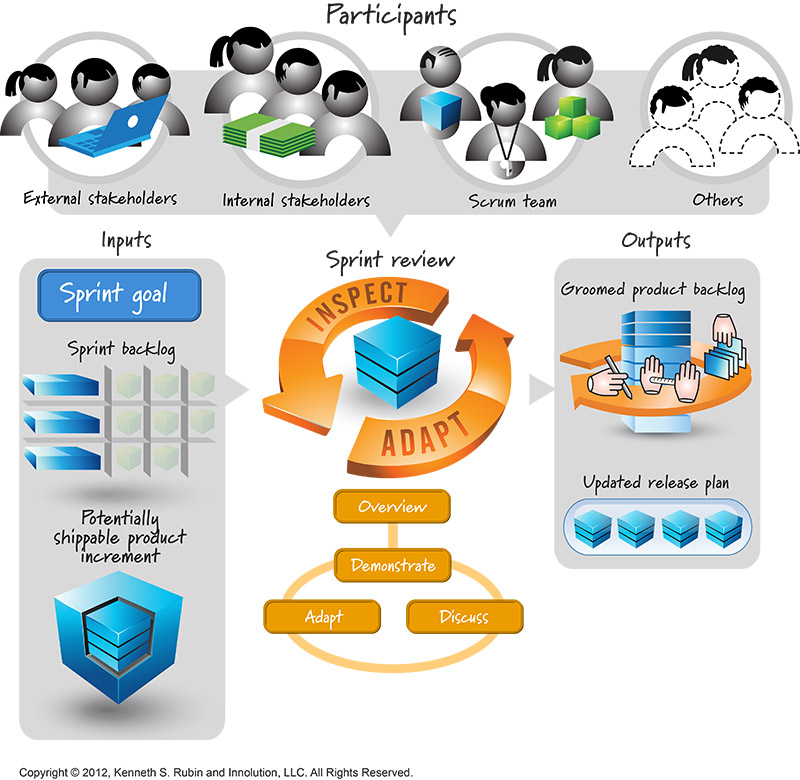 Participants
External stakeholders
Internal stakeholders
Scrum team
Others
Inputs
Sprint goal
Sprint backlog
Potentially
shippable product
increment
Sprint review
INSPECT
ADAPT
Overview
Demonstrate
Adapt
Discuss
Outputs
Groomed product backlog
Updated release plan
Copyright © 2012, Kenneth S. Rubin and Innolution, LLC. All Rights Reserved.